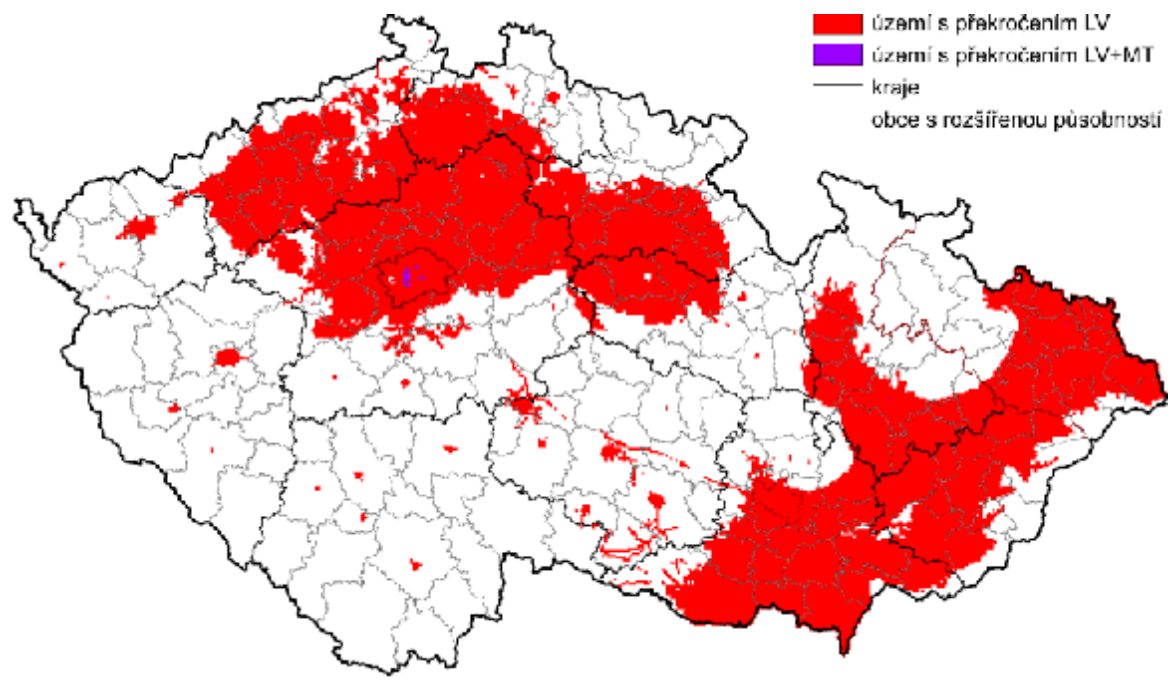 území s překročením LV
území s překročením LV+MT
kraje
obce s rozšířenou působností